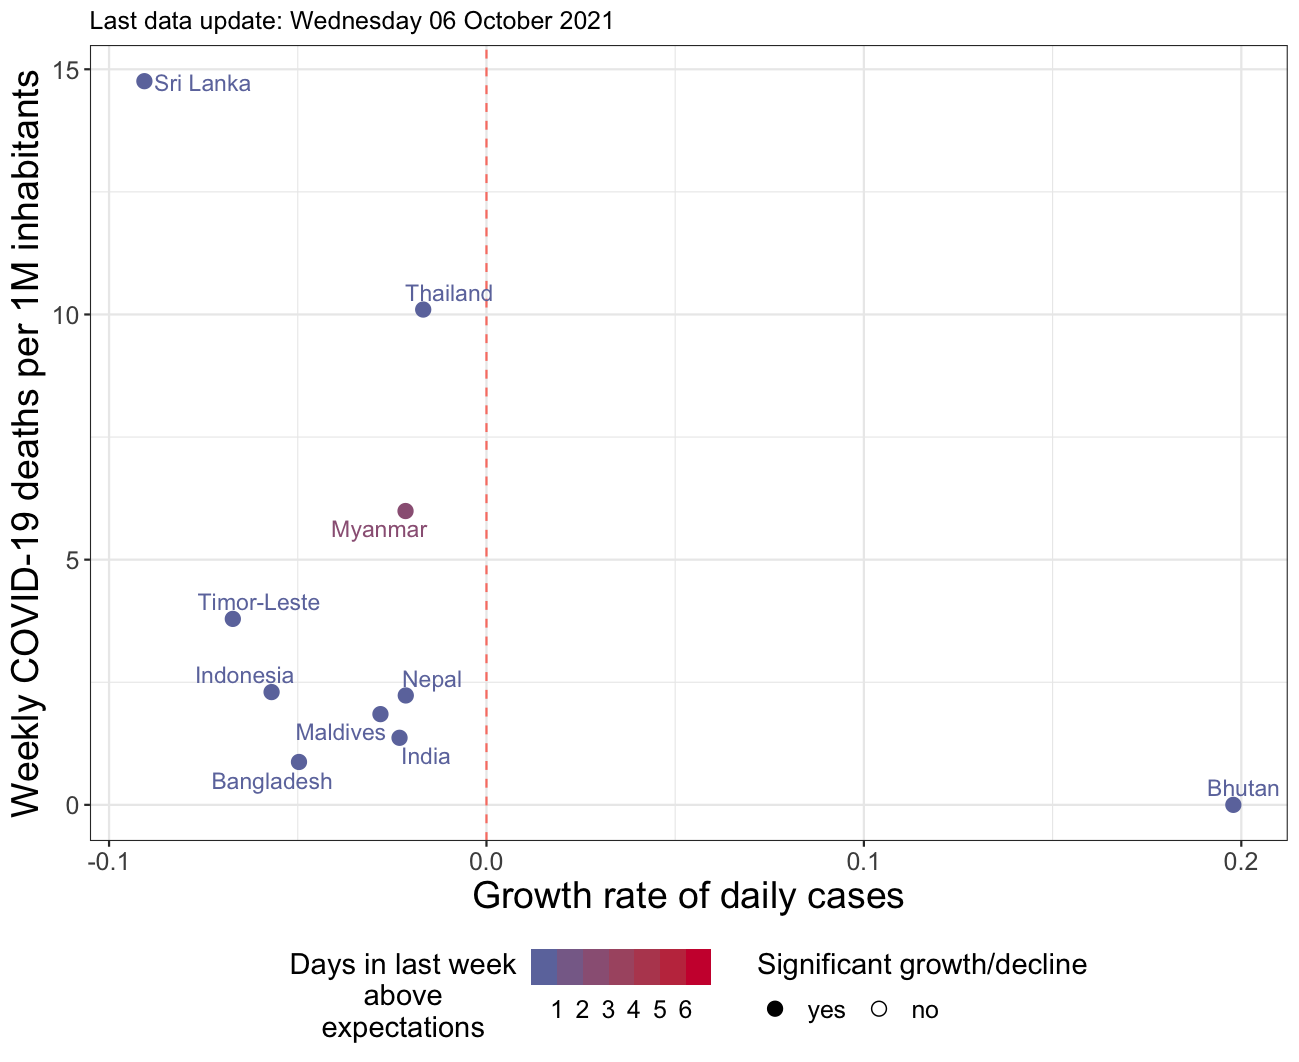 Last data update: Wednesday 06 October 2021
Weekly COVID-19 deaths per 1M inhabitants
15
10
5
0
Sri Lanka
Thailand
Myanmar
Timor-Leste
Indonesia
Nepal
Maldives
India
Bangladesh
Bhutan
-0.1 0.0 0.1 0.2
Growth rate of daily cases
Days in last week
above
expectations
1 2 3 4 5 6
Significant growth/decline
yes no